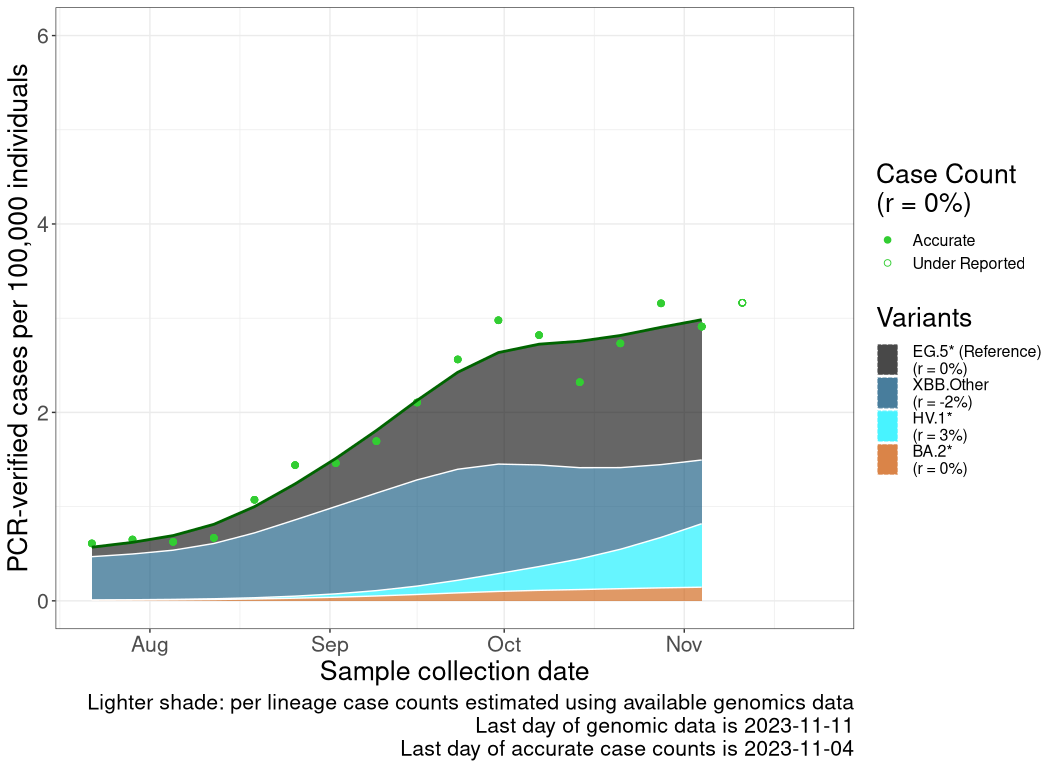 PCR-verified cases per 100,000 individuals
6
4
2
0
Aug Sep Oct Nov
Sample collection date
Lighter shade: per lineage case counts estimated using available genomics data
Last day of genomic data is 2023-11-11
Last day of accurate case counts is 2023-11-04
Case Count
(r = 0%)
Accurate
Under Reported
Variants
EG.5* (Reference)
(r = 0%)
XBB.Other
(r = -2%)
HV.1*
(r = 3%)
BA.2*
(r = 0%)